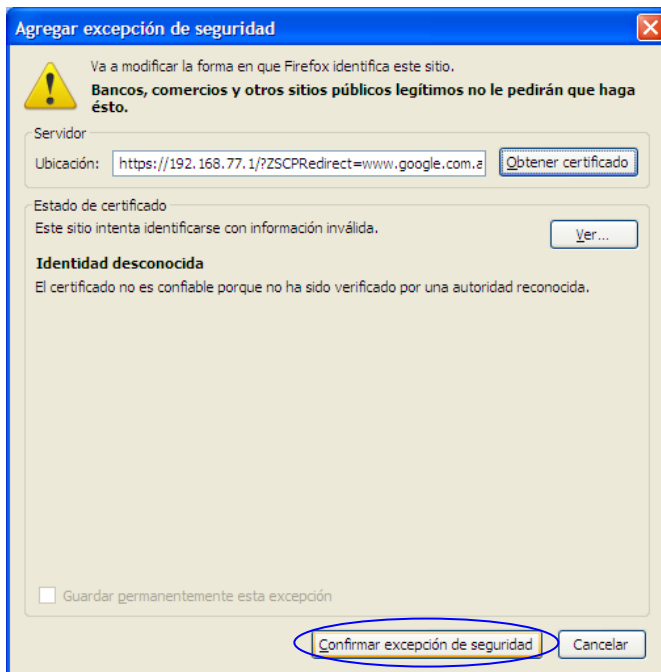 Agregar excepción de seguridad
Va a modificar la forma en que Firefox identifica este sitio.
Bancos, comercios y otros sitios públicos legítimos no le pedirán que haga
ésto.
Servidor
Ubicación: https://192.168.77.1/?ZSCPRedirect=www.google.com.a Obtener certificado
Estado de certificado
Este sitio intenta identificarse con información inválida.
Ver...
Identidad desconocida
El certificado no es confiable porque no ha sido verificado por una autoridad reconocida.
Guardar permanentemente esta excepción
Confirmar excepción de seguridad Cancelar